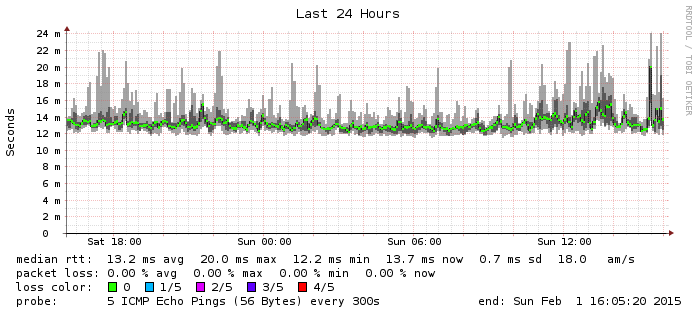 Last 24 Hours
RRDTOOL / TOBI OETIKER
Seconds
24 m
22 m
20 m
18 m
16 m
14 m
12 m
10 m
8 m
6 m
4 m
2 m
0
Sat 18:00 Sun 00:00 Sun 06:00 Sun 12:00
median rtt: 13.2 ms avg 20.0 ms max 12.2 ms min 13.7 ms now 0.7 ms sd 18.0 am/s
packet loss: 0.00 % avg 0.00 % max 0.00 % min 0.00 % now
loss color: 0 1/5 2/5 3/5 4/5
probe: 5 ICMP Echo Pings (56 Bytes) every 300s end: Sun Feb 1 16:05:20 2015